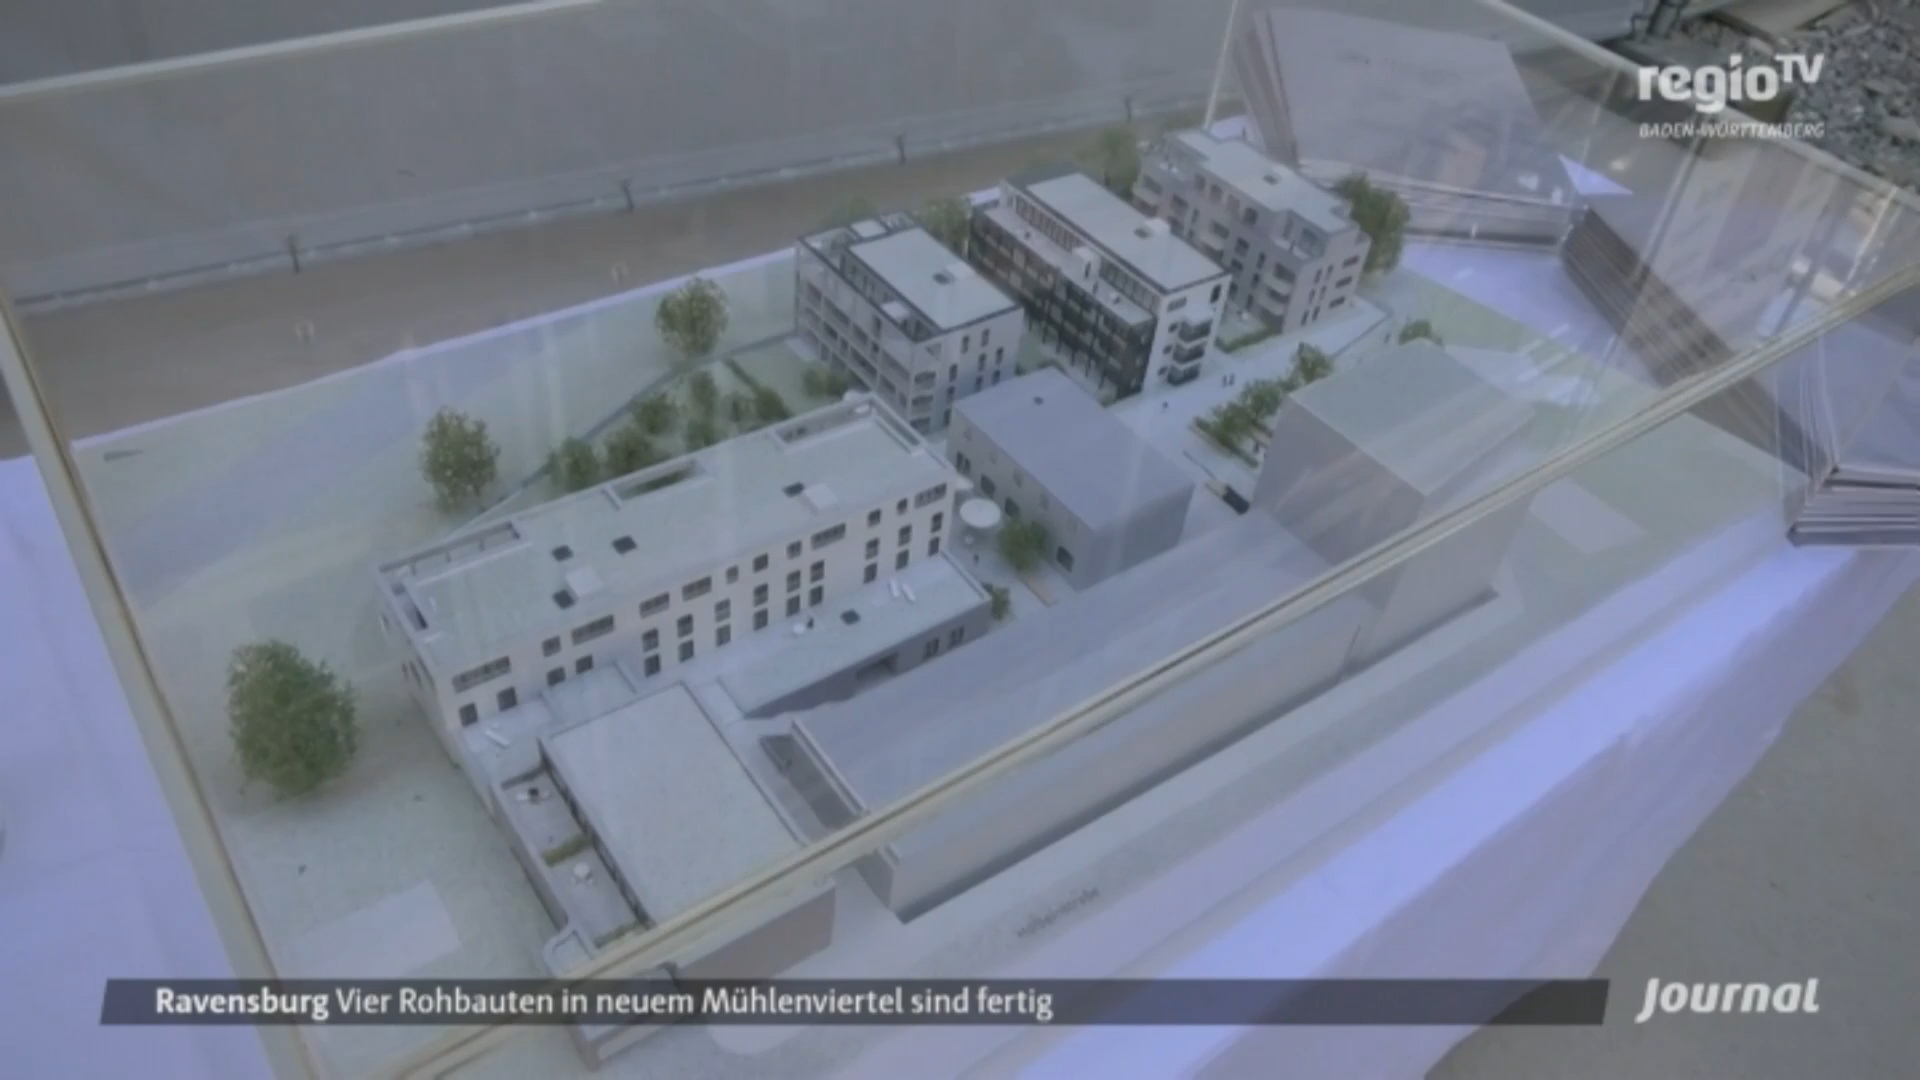 regioTV
BADEN-WÜRTTEMBERG
Ravensburg Vier Rohbauten in neuem Mühlenviertel sind fertig
Journal